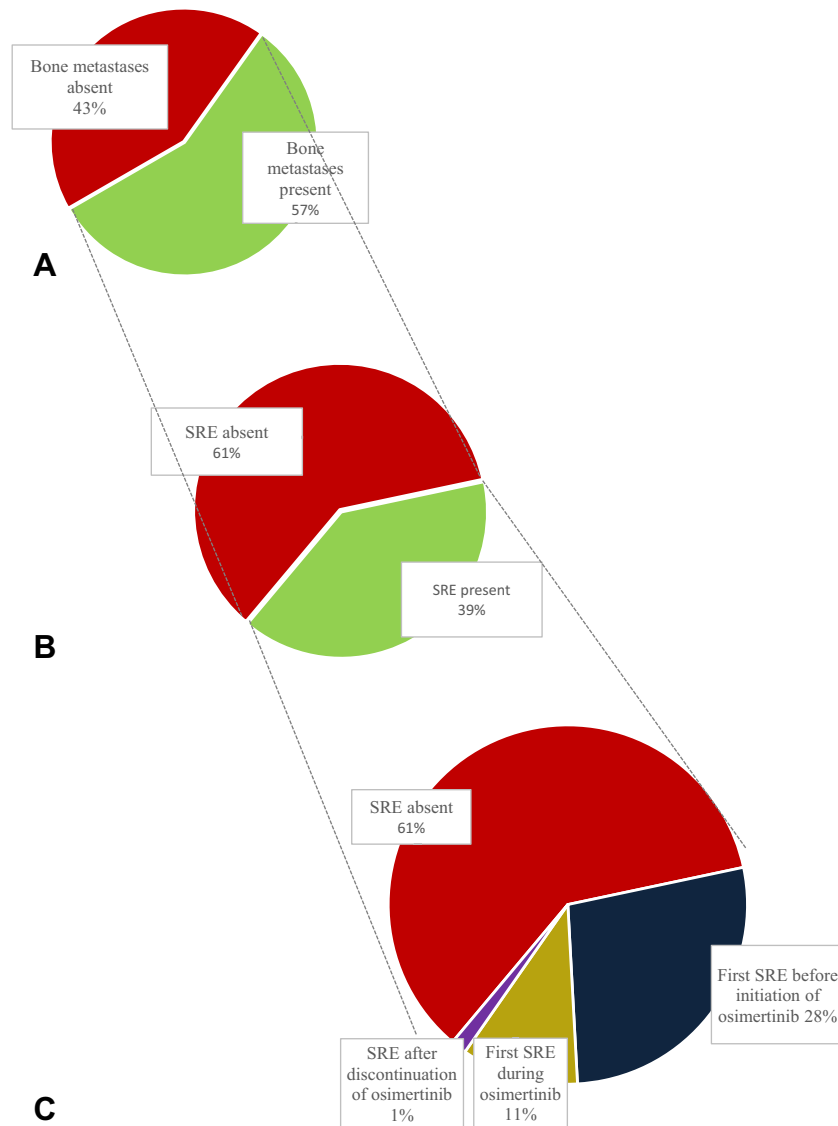 Bone metastases
absent
43%
Bone
metastases
present
57%
A
SRE absent
61%
SRE present
39%
B
SRE absent
61%
First SRE before
initiation of
osimertinib 28%
SRE after
discontinuation
of osimertinib
1%
First SRE
during
osimertinib
11%
C